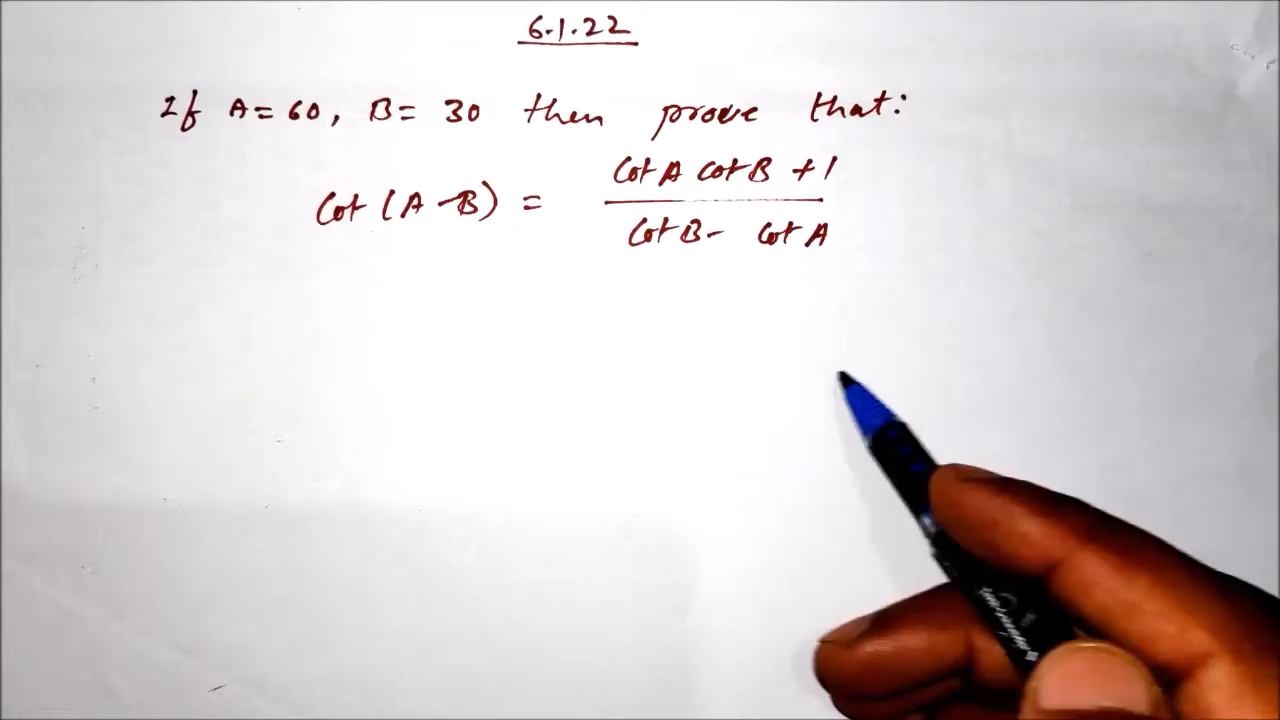 6.1.22
If A = 60, B = 30 then prove that:
Cot (A - B) = Cot A Cot B + 1
Cot B - Cot A